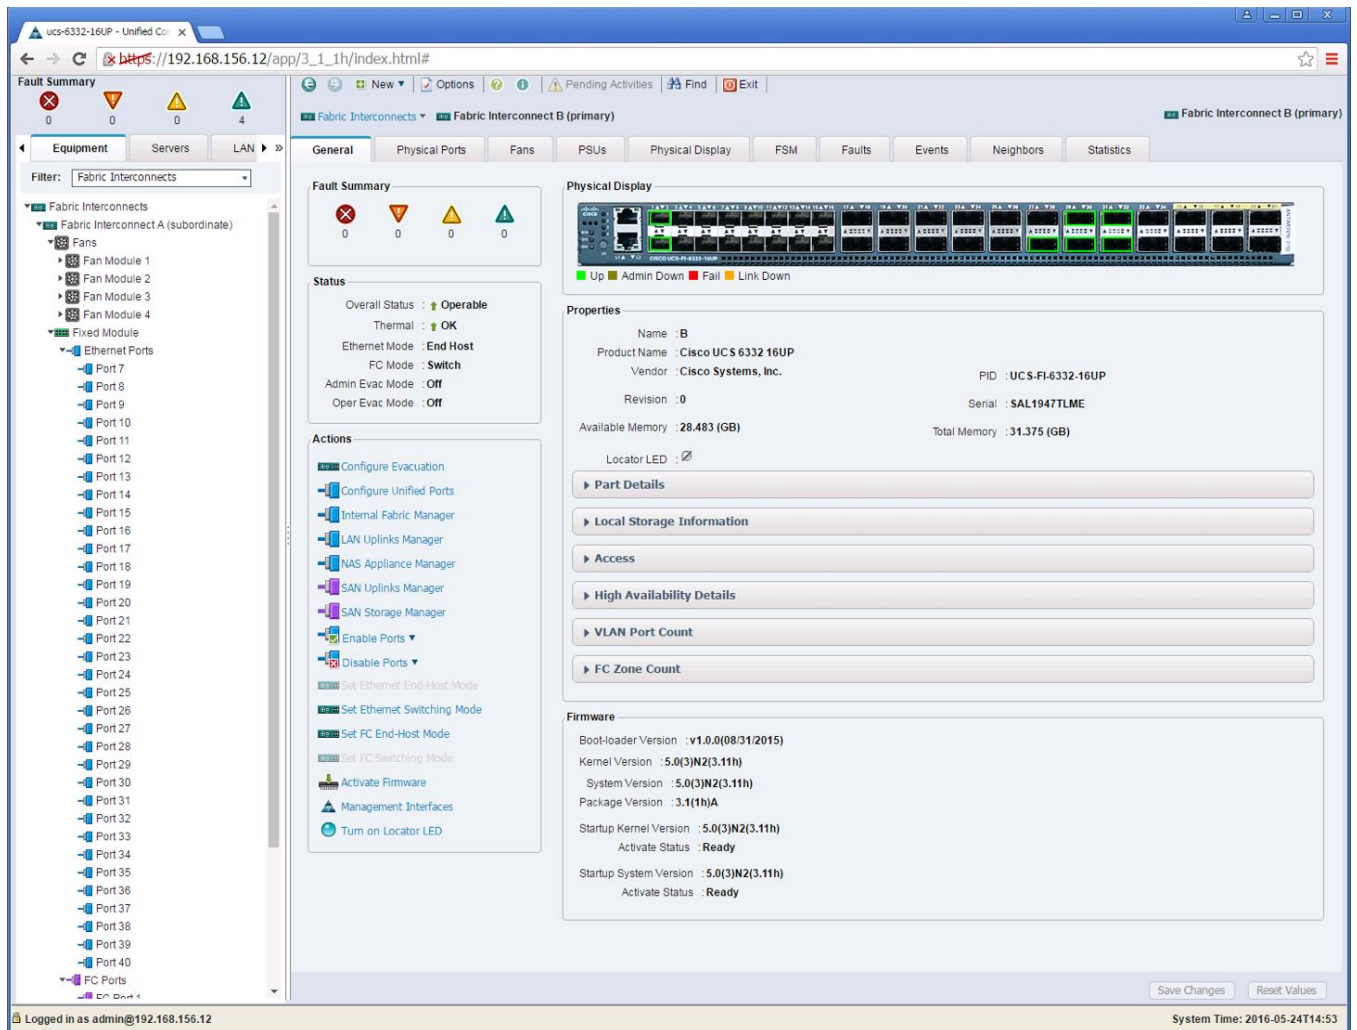 ucs-6332-16UP - Unified Co
https://192.168.156.12/app/3_1_1h/index.html#
Fault Summary
0 0 0 4
Equipment Servers LAN
Filter: Fabric Interconnects
Fabric Interconnects
Fabric Interconnect A (subordinate)
Fans
Fan Module 1
Fan Module 2
Fan Module 3
Fan Module 4
Fixed Module
Ethernet Ports
Port 7
Port 8
Port 9
Port 10
Port 11
Port 12
Port 13
Port 14
Port 15
Port 16
Port 17
Port 18
Port 19
Port 20
Port 21
Port 22
Port 23
Port 24
Port 25
Port 26
Port 27
Port 28
Port 29
Port 30
Port 31
Port 32
Port 33
Port 34
Port 35
Port 36
Port 37
Port 38
Port 39
Port 40
FC Ports
FC Port 1
New Options Pending Activities Find Exit
Fabric Interconnects Fabric Interconnect B (primary) Fabric Interconnect B (primary)
General Physical Ports Fans PSUs Physical Display FSM Faults Events Neighbors Statistics
Fault Summary
0 0 0 0
Status
Overall Status : Operable
Thermal : OK
Ethernet Mode : End Host
FC Mode : Switch
Admin Evac Mode : Off
Oper Evac Mode : Off
Actions
Configure Evacuation
Configure Unified Ports
Internal Fabric Manager
LAN Uplinks Manager
NAS Appliance Manager
SAN Uplinks Manager
SAN Storage Manager
Enable Ports
Disable Ports
Set Ethernet End-Host Mode
Set Ethernet Switching Mode
Set FC End-Host Mode
Set FC Switching Mode
Activate Firmware
Management Interfaces
Turn on Locator LED
Physical Display
CISCO
CISCO UCS-FI-6332-16UP
Up Admin Down Fail Link Down
Properties
Name : B
Product Name : Cisco UCS 6332 16UP
Vendor : Cisco Systems, Inc. PID : UCS-FI-6332-16UP
Revision : 0 Serial : SAL1947TLME
Available Memory : 28.483 (GB) Total Memory : 31.375 (GB)
Locator LED :
Part Details
Local Storage Information
Access
High Availability Details
VLAN Port Count
FC Zone Count
Firmware
Boot-loader Version : v1.0.0(08/31/2015)
Kernel Version : 5.0(3)N2(3.11h)
System Version : 5.0(3)N2(3.11h)
Package Version : 3.1(1h)A
Startup Kernel Version : 5.0(3)N2(3.11h)
Activate Status : Ready
Startup System Version : 5.0(3)N2(3.11h)
Activate Status : Ready
Save Changes Reset Values
Logged in as admin@192.168.156.12 System Time: 2016-05-24T14:53